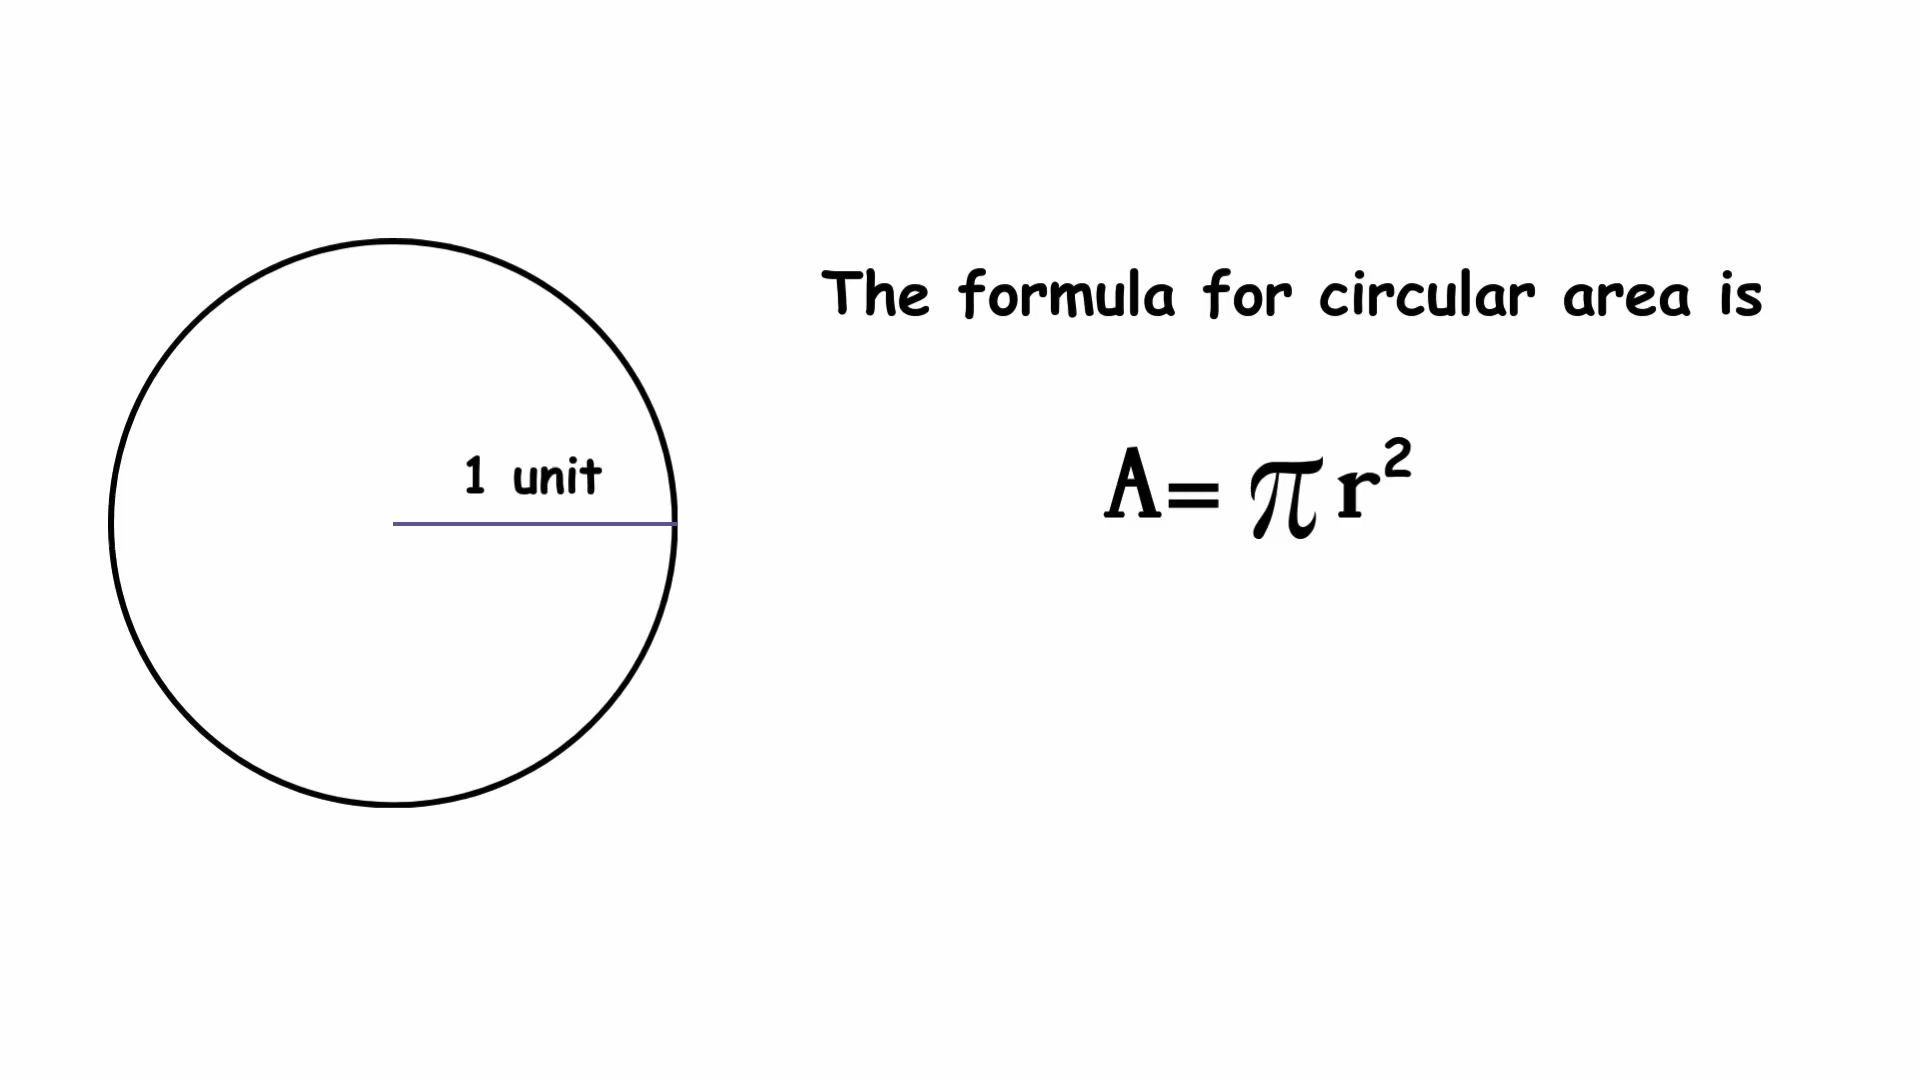 The formula for circular area is
1 unit
A= πr²